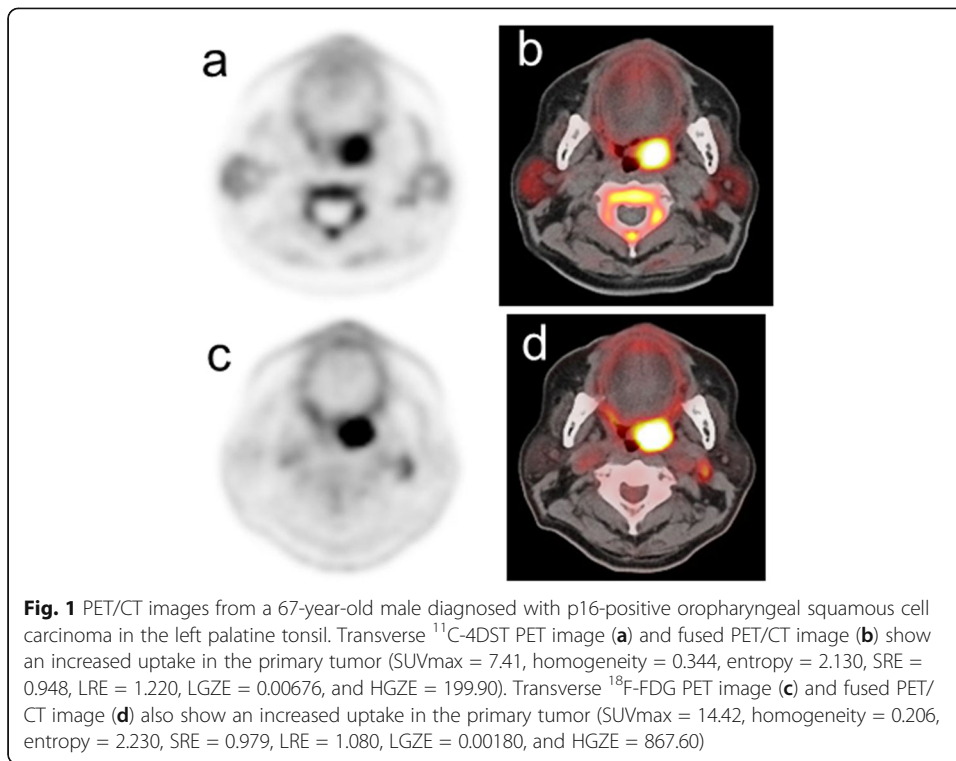 a
b
c
d
Fig. 1 PET/CT images from a 67-year-old male diagnosed with p16-positive oropharyngeal squamous cell
carcinoma in the left palatine tonsil. Transverse ¹¹C-4DST PET image (a) and fused PET/CT image (b) show
an increased uptake in the primary tumor (SUVmax = 7.41, homogeneity = 0.344, entropy = 2.130, SRE =
0.948, LRE = 1.220, LGZE = 0.00676, and HGZE = 199.90). Transverse ¹⁸F-FDG PET image (c) and fused PET/
CT image (d) also show an increased uptake in the primary tumor (SUVmax = 14.42, homogeneity = 0.206,
entropy = 2.230, SRE = 0.979, LRE = 1.080, LGZE = 0.00180, and HGZE = 867.60)